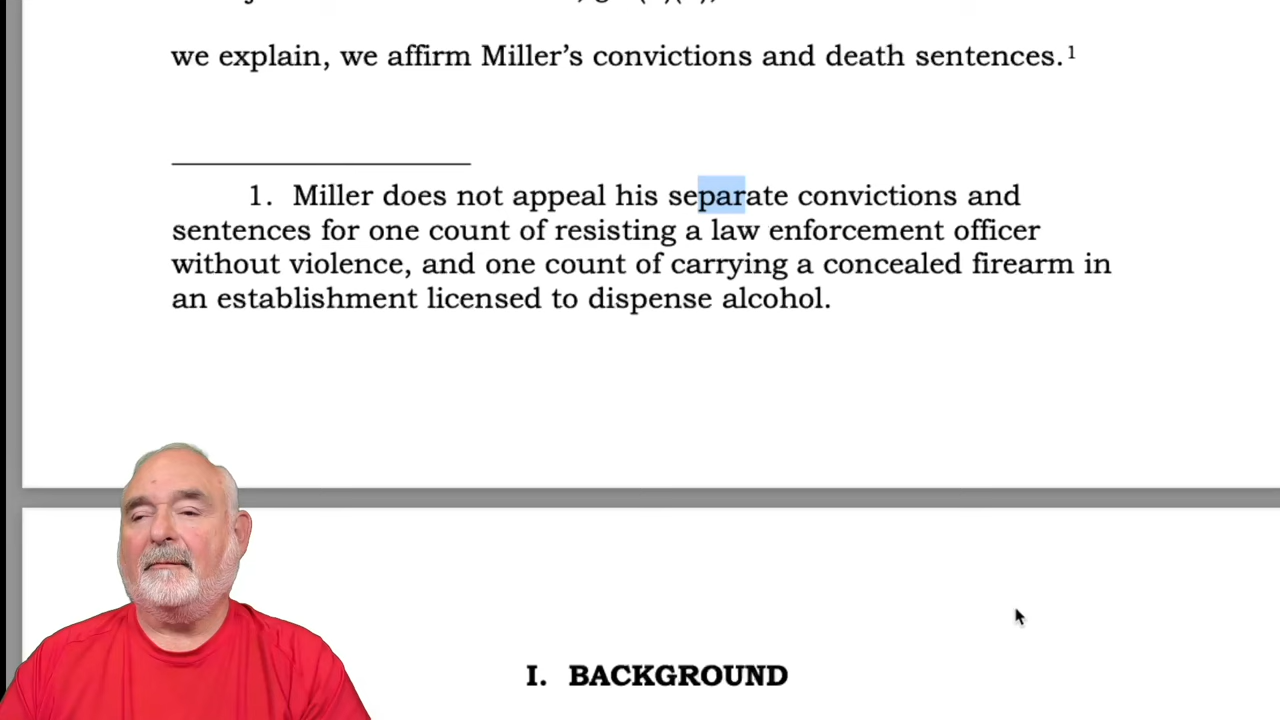 we explain, we affirm Miller’s convictions and death sentences.1
1. Miller does not appeal his separate convictions and
sentences for one count of resisting a law enforcement officer
without violence, and one count of carrying a concealed firearm in
an establishment licensed to dispense alcohol.
I. BACKGROUND